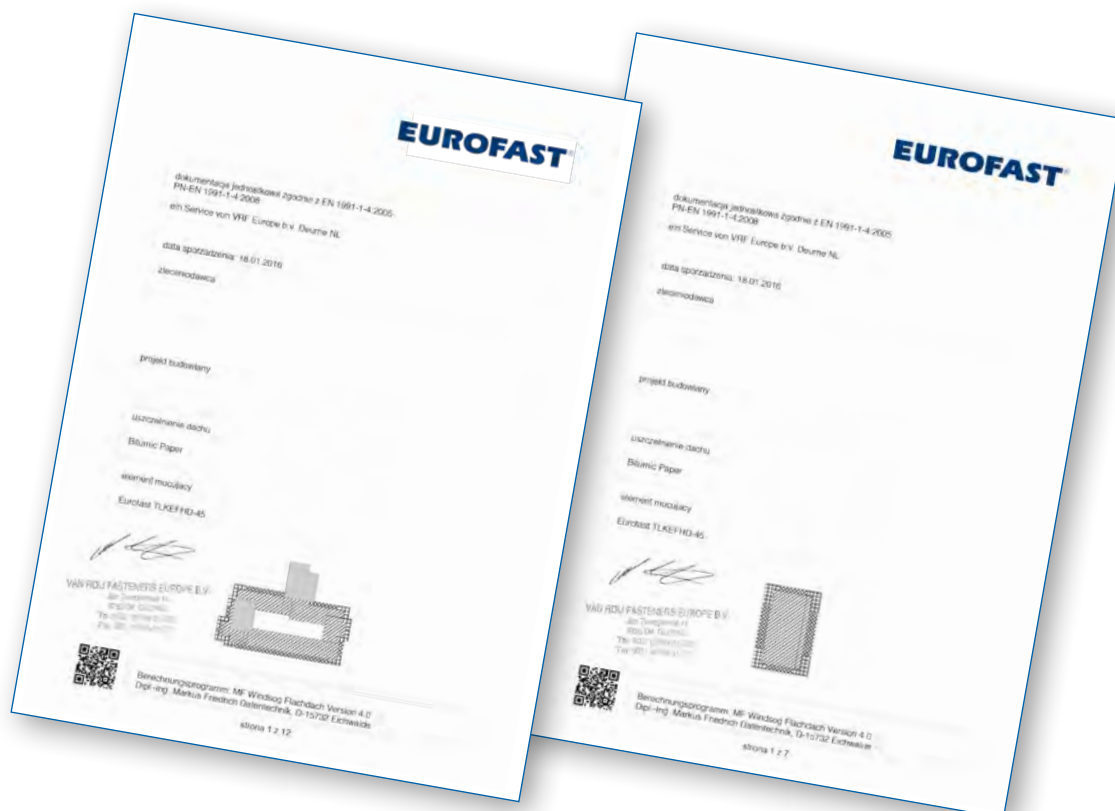 EUROFAST®
dokumentacja jednostkowa zgodnie z EN 1991-1-4:2005
PN-EN 1991-1-4:2008
ein Service von VRF Europe b.v. Deurne NL
data sporzadzenia: 18.01.2016
zleceniodawca
projekt budowlany
uszczelnienie dachu
Bitumic Paper
element mocujacy
Eurofast TLKEFHD-45
VAN ROIJ FASTENERS EUROPE B.V.
Berechnungsprogramm: MF Windsog Flachdach Version 4.0
Dipl.-Ing. Markus Friedrich Datentechnik, D-15732 Eichwalde
strona 1 z 12
EUROFAST®
dokumentacja jednostkowa zgodnie z EN 1991-1-4:2005
PN-EN 1991-1-4:2008
ein Service von VRF Europe b.v. Deurne NL
data sporzadzenia: 18.01.2016
zleceniodawca
projekt budowlany
uszczelnienie dachu
Bitumic Paper
element mocujacy
Eurofast TLKEFHD-45
VAN ROIJ FASTENERS EUROPE B.V.
Berechnungsprogramm: MF Windsog Flachdach Version 4.0
Dipl.-Ing. Markus Friedrich Datentechnik, D-15732 Eichwalde
strona 1 z 7